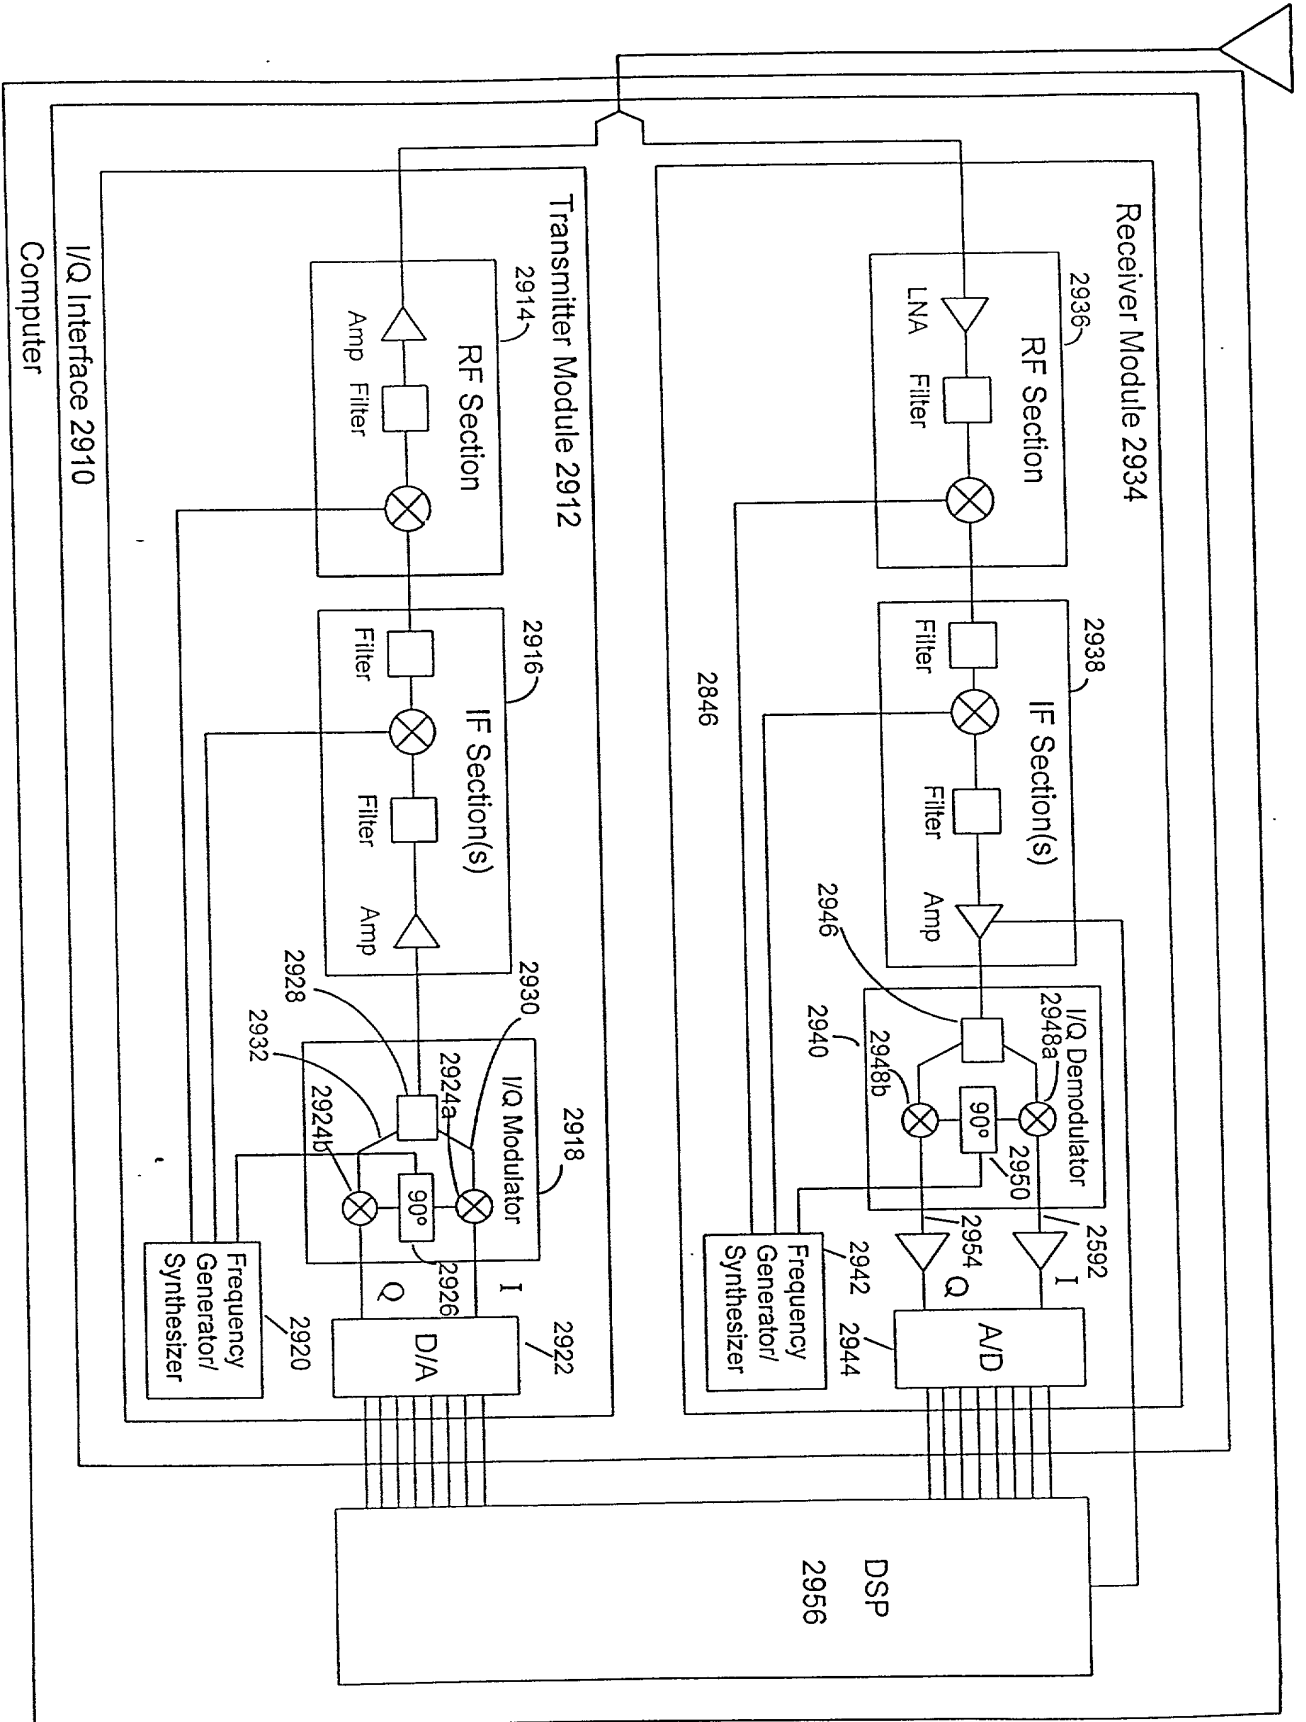 Receiver Module 2934
2936
RF Section
LNA
Filter
2938
IF Section(s)
Filter
Filter
Amp
2846
2946
I/Q Demodulator
2948a
2948b
2940
90º
2950
2592
2954
I
Q
A/D
2944
2942
Frequency
Generator/
Synthesizer
Transmitter Module 2912
2914
RF Section
Amp
Filter
2916
IF Section(s)
Filter
Filter
Amp
2928
2930
2932
2918
I/Q Modulator
2924a
2924b
90º
2926
I
Q
D/A
2922
2920
Frequency
Generator/
Synthesizer
DSP
2956
I/Q Interface 2910
Computer